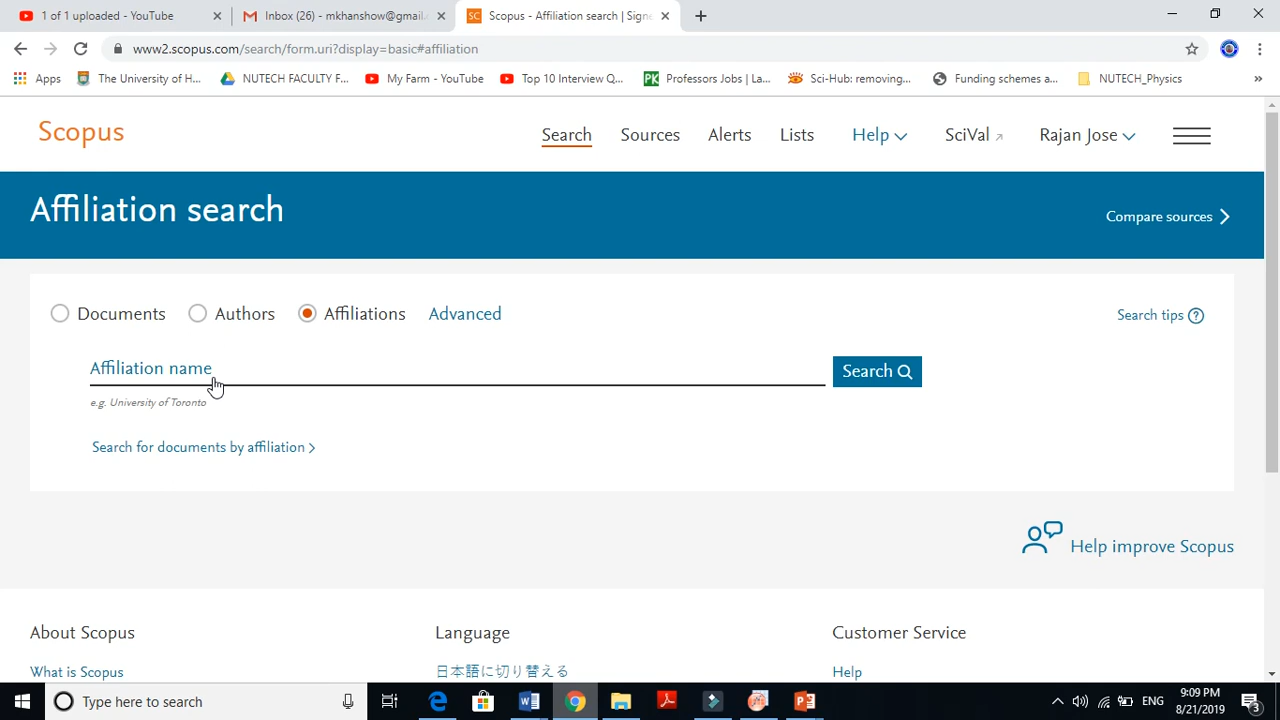 1 of 1 uploaded - YouTube
Inbox (26) - mkhanshow@gmail.
Scopus - Affiliation search | Signe
www2.scopus.com/search/form.uri?display=basic#affiliation
Apps
The University of H...
NUTECH FACULTY F...
My Farm - YouTube
Top 10 Interview Q...
Professors Jobs | La...
Sci-Hub: removing...
Funding schemes a...
NUTECH_Physics
»
Scopus
Search
Sources
Alerts
Lists
Help
SciVal
Rajan Jose
Affiliation search
Compare sources
Documents
Authors
Affiliations
Advanced
Search tips
Affiliation name
Search
e.g. University of Toronto
Search for documents by affiliation
Help improve Scopus
About Scopus
Language
Customer Service
What is Scopus
日本語に切り替える
Help
Type here to search
ENG
9:09 PM
8/21/2019
3